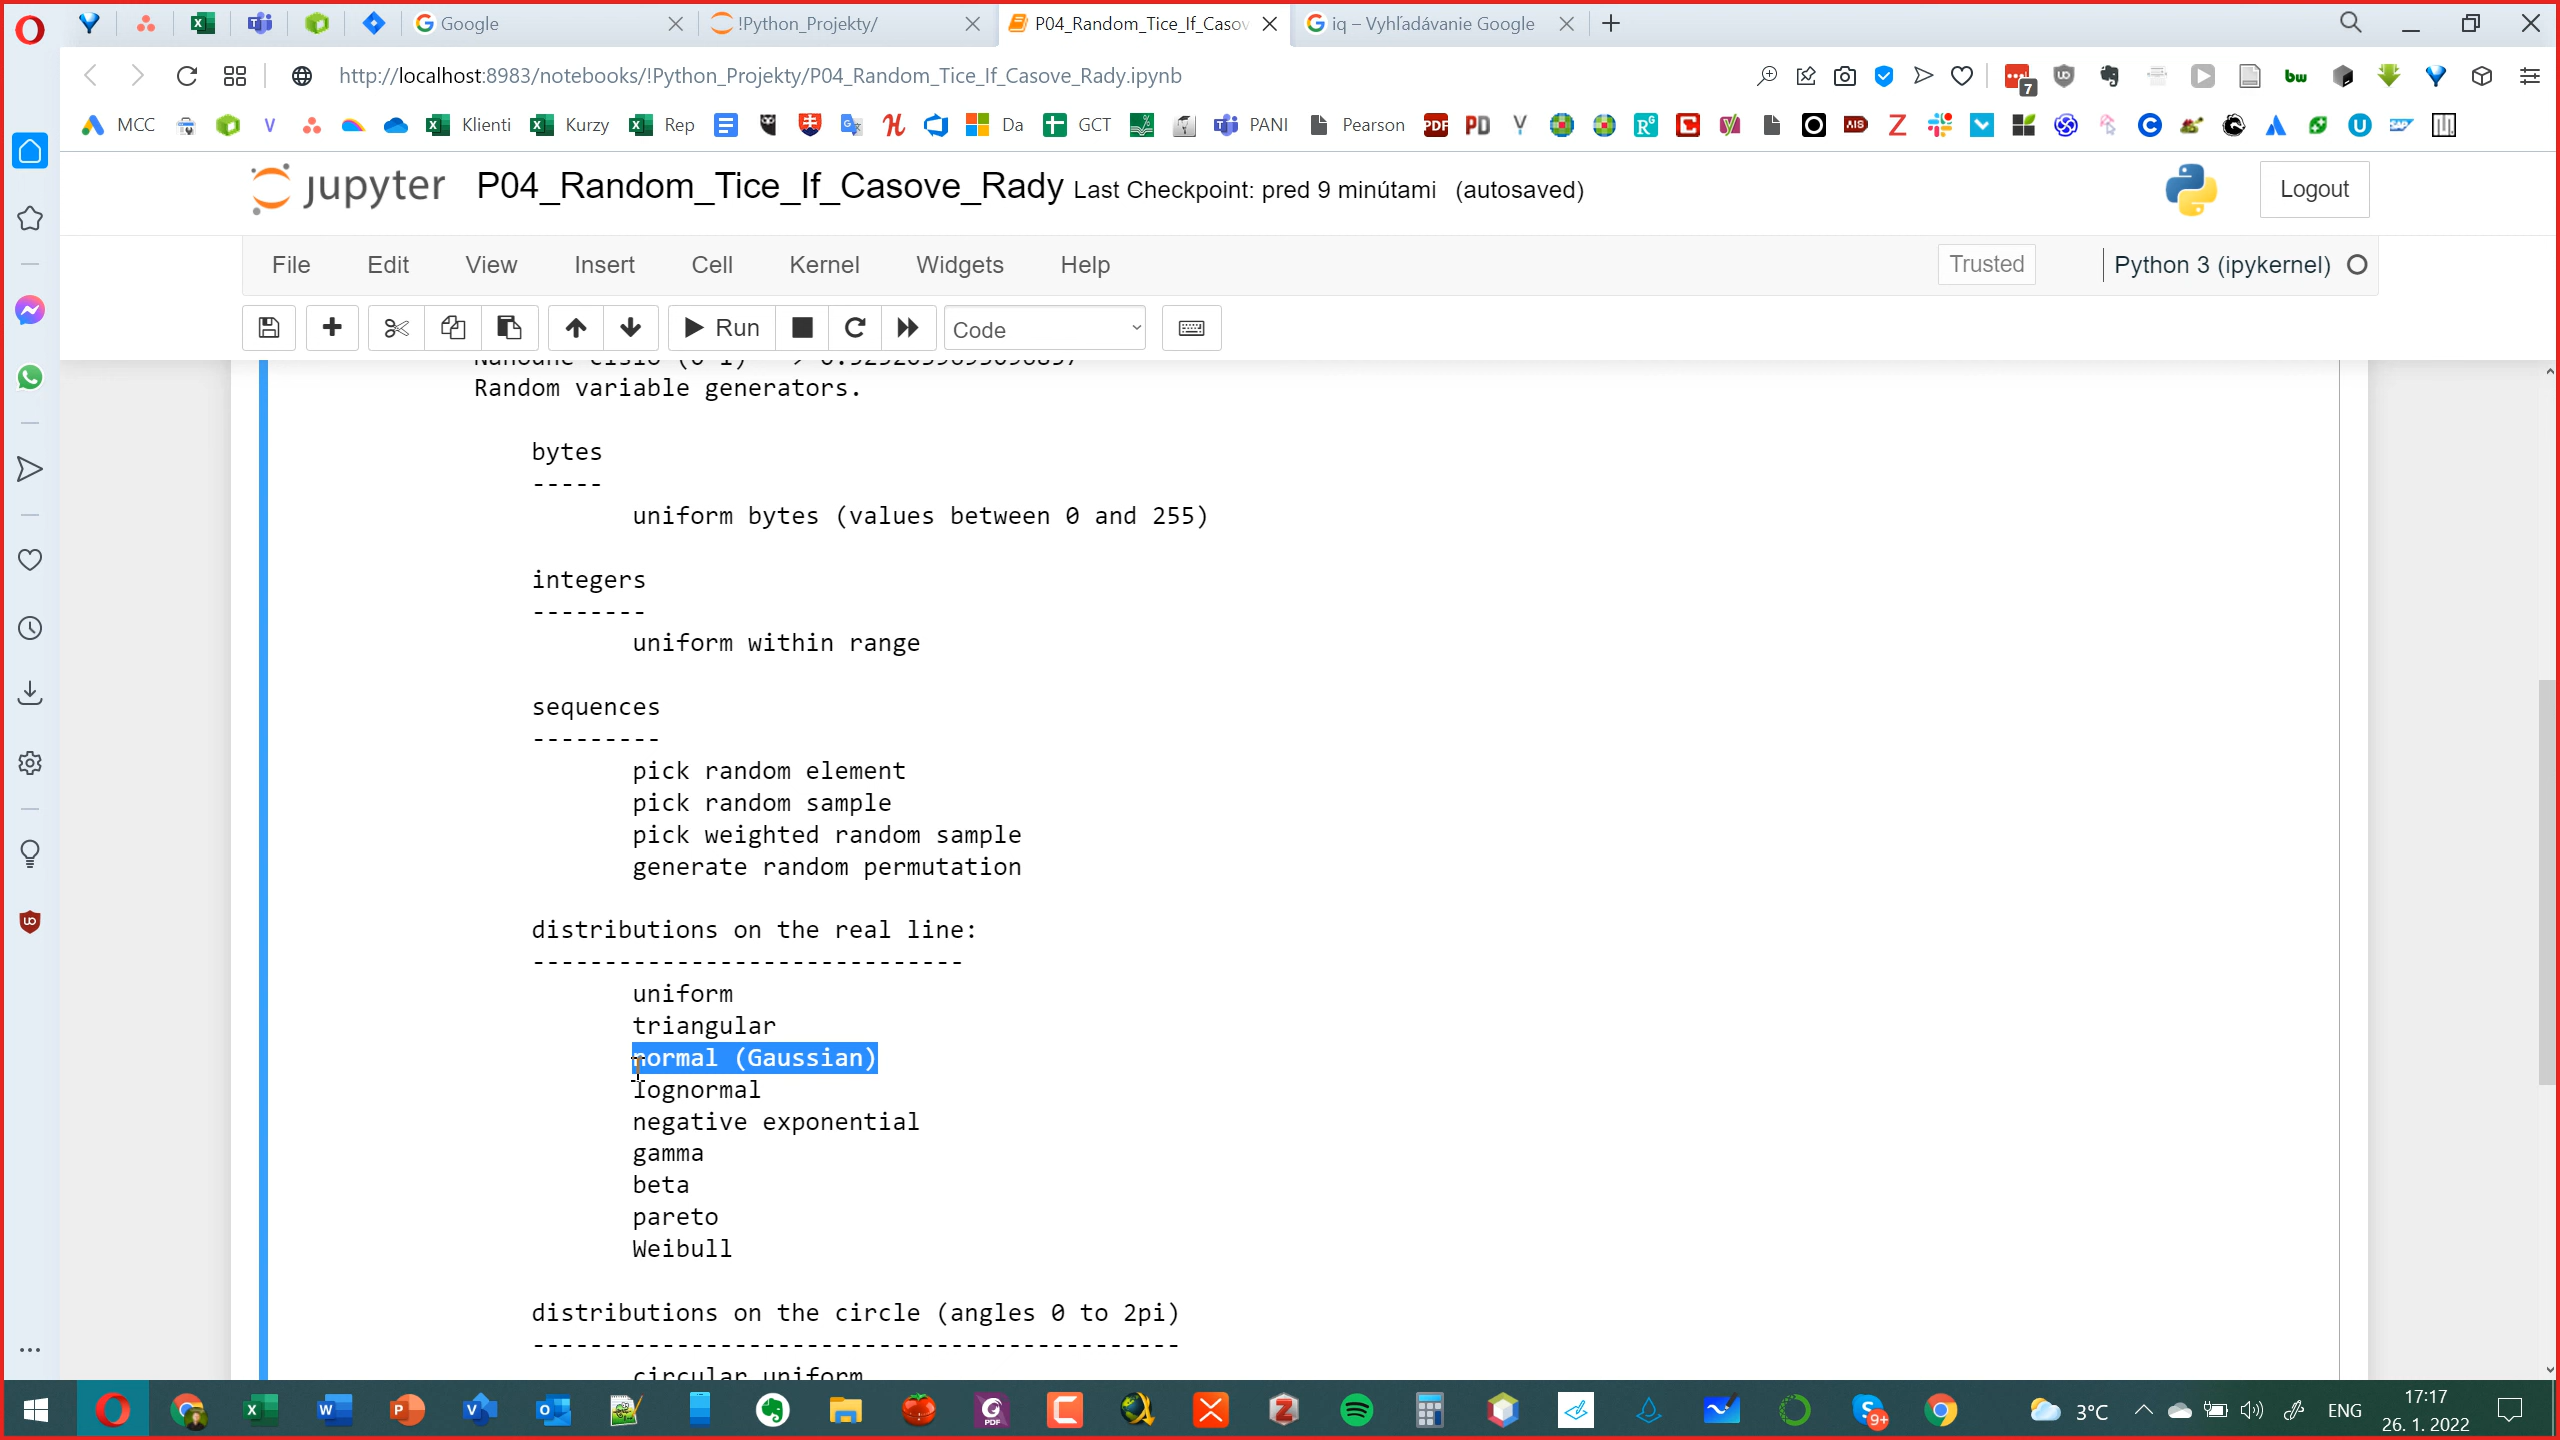 Google
!Python_Projekty/
P04_Random_Tice_If_Casov
iq – Vyhľadávanie Google
http://localhost:8983/notebooks/!Python_Projekty/P04_Random_Tice_If_Casove_Rady.ipynb
7
MCC
Klienti
Kurzy
Rep
Da
GCT
PANI
Pearson
jupyter P04_Random_Tice_If_Casove_Rady Last Checkpoint: pred 9 minútami (autosaved)
Logout
File Edit View Insert Cell Kernel Widgets Help
Trusted
Python 3 (ipykernel)
Run
Code
Random variable generators.
bytes
-----
uniform bytes (values between 0 and 255)
integers
--------
uniform within range
sequences
---------
pick random element
pick random sample
pick weighted random sample
generate random permutation
distributions on the real line:
------------------------------
uniform
triangular
normal (Gaussian)
lognormal
negative exponential
gamma
beta
pareto
Weibull
distributions on the circle (angles 0 to 2pi)
---------------------------------------------
circular uniform
3°C
ENG
17:17
26. 1. 2022